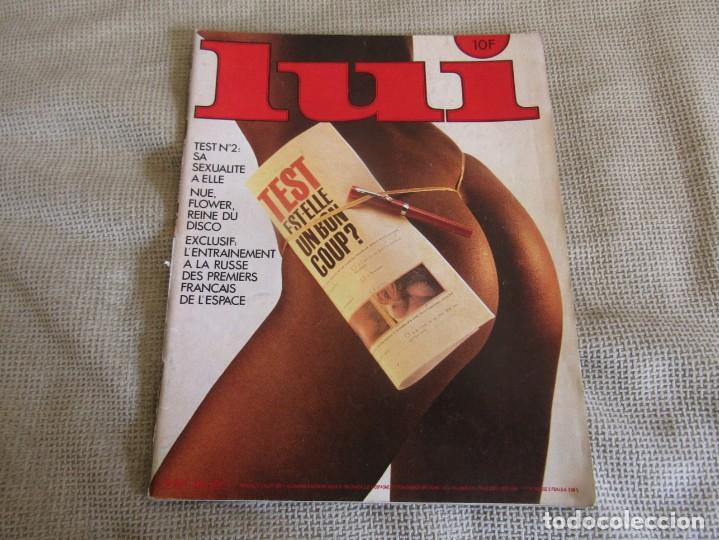 lui
10F
TEST N°2:
SA
SEXUALITE
A ELLE
NUE,
FLOWER,
REINE DU
DISCO
EXCLUSIF:
L'ENTRAINEMENT
A LA RUSSE
DES PREMIERS
FRANCAIS
DE L'ESPACE
TEST
EST-ELLE
UN BON
COUP?
todocoleccion